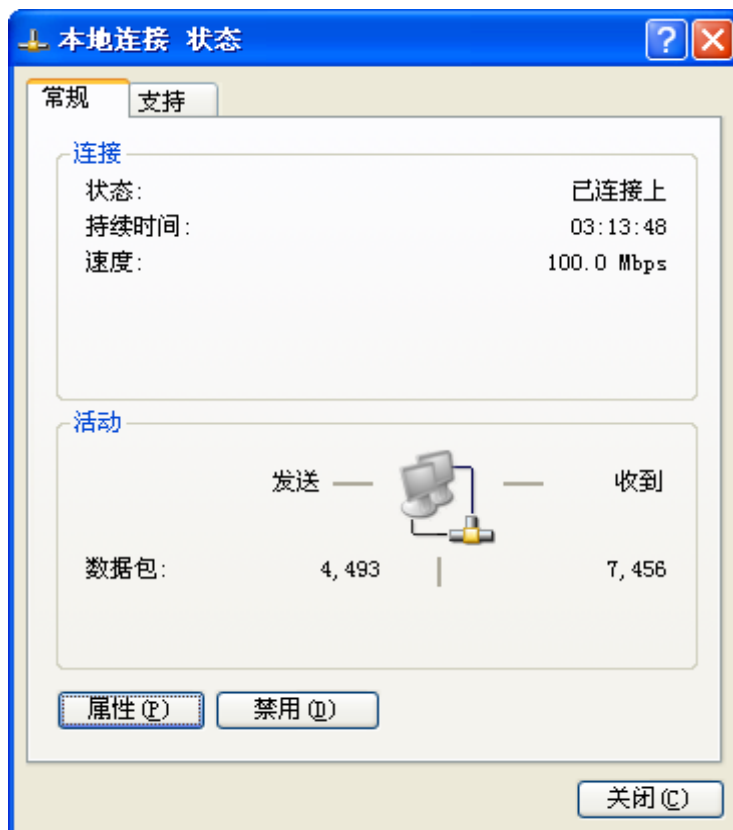 本地连接 状态
常规
支持
连接
状态: 已连接上
持续时间: 03:13:48
速度: 100.0 Mbps
活动
发送 收到
数据包: 4,493 7,456
属性(P) 禁用(D)
关闭(C)